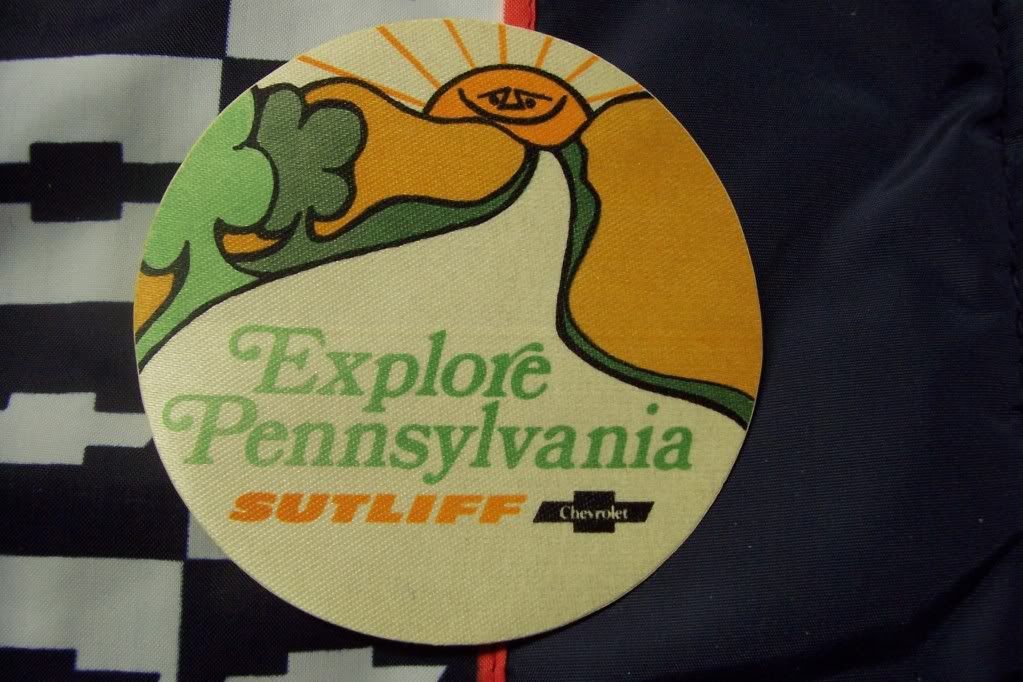 Explore
Pennsylvania
SUTLIFF Chevrolet